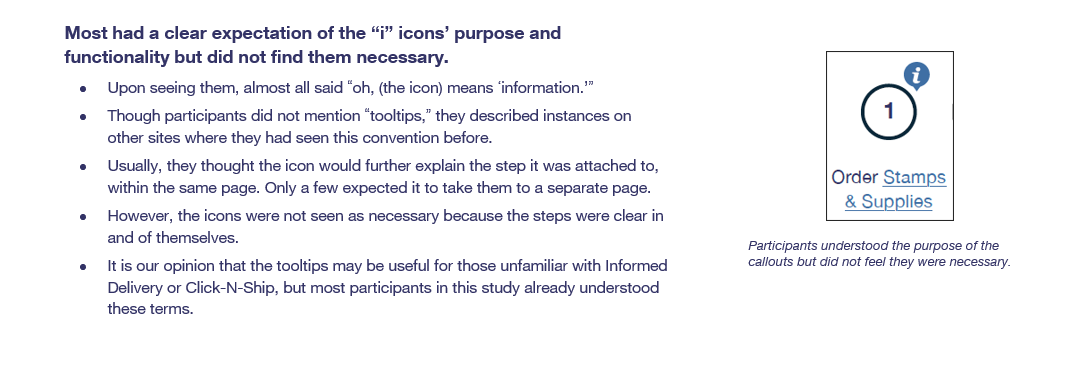 Most had a clear expectation of the “i” icons’ purpose and
functionality but did not find them necessary.
• Upon seeing them, almost all said “oh, (the icon) means ‘information.’”
• Though participants did not mention “tooltips,” they described instances on
other sites where they had seen this convention before.
• Usually, they thought the icon would further explain the step it was attached to,
within the same page. Only a few expected it to take them to a separate page.
• However, the icons were not seen as necessary because the steps were clear in
and of themselves.
• It is our opinion that the tooltips may be useful for those unfamiliar with Informed
Delivery or Click-N-Ship, but most participants in this study already understood
these terms.
i
1
Order Stamps
& Supplies
Participants understood the purpose of the
callouts but did not feel they were necessary.